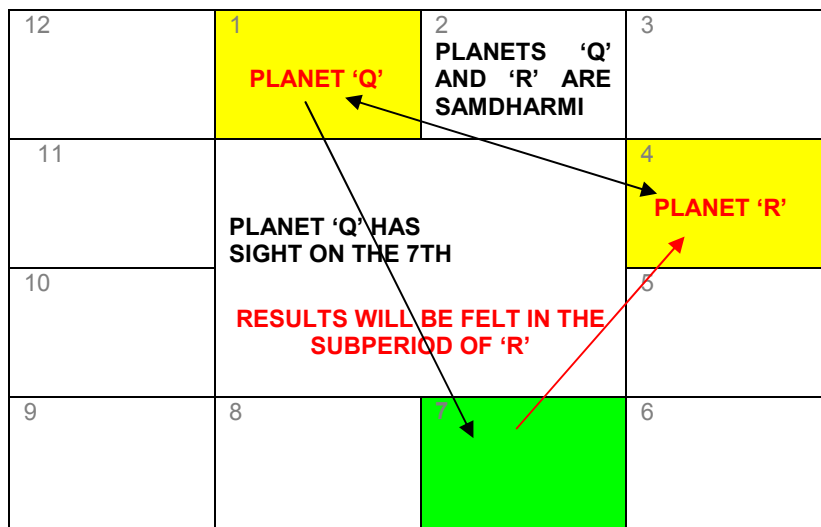 12
1
PLANET ‘Q’
2
PLANETS ‘Q’
AND ‘R’ ARE
SAMDHARMI
3
11
4
PLANET ‘R’
PLANET ‘Q’ HAS
SIGHT ON THE 7TH
10
5
RESULTS WILL BE FELT IN THE
SUBPERIOD OF ‘R’
9
8
7
6